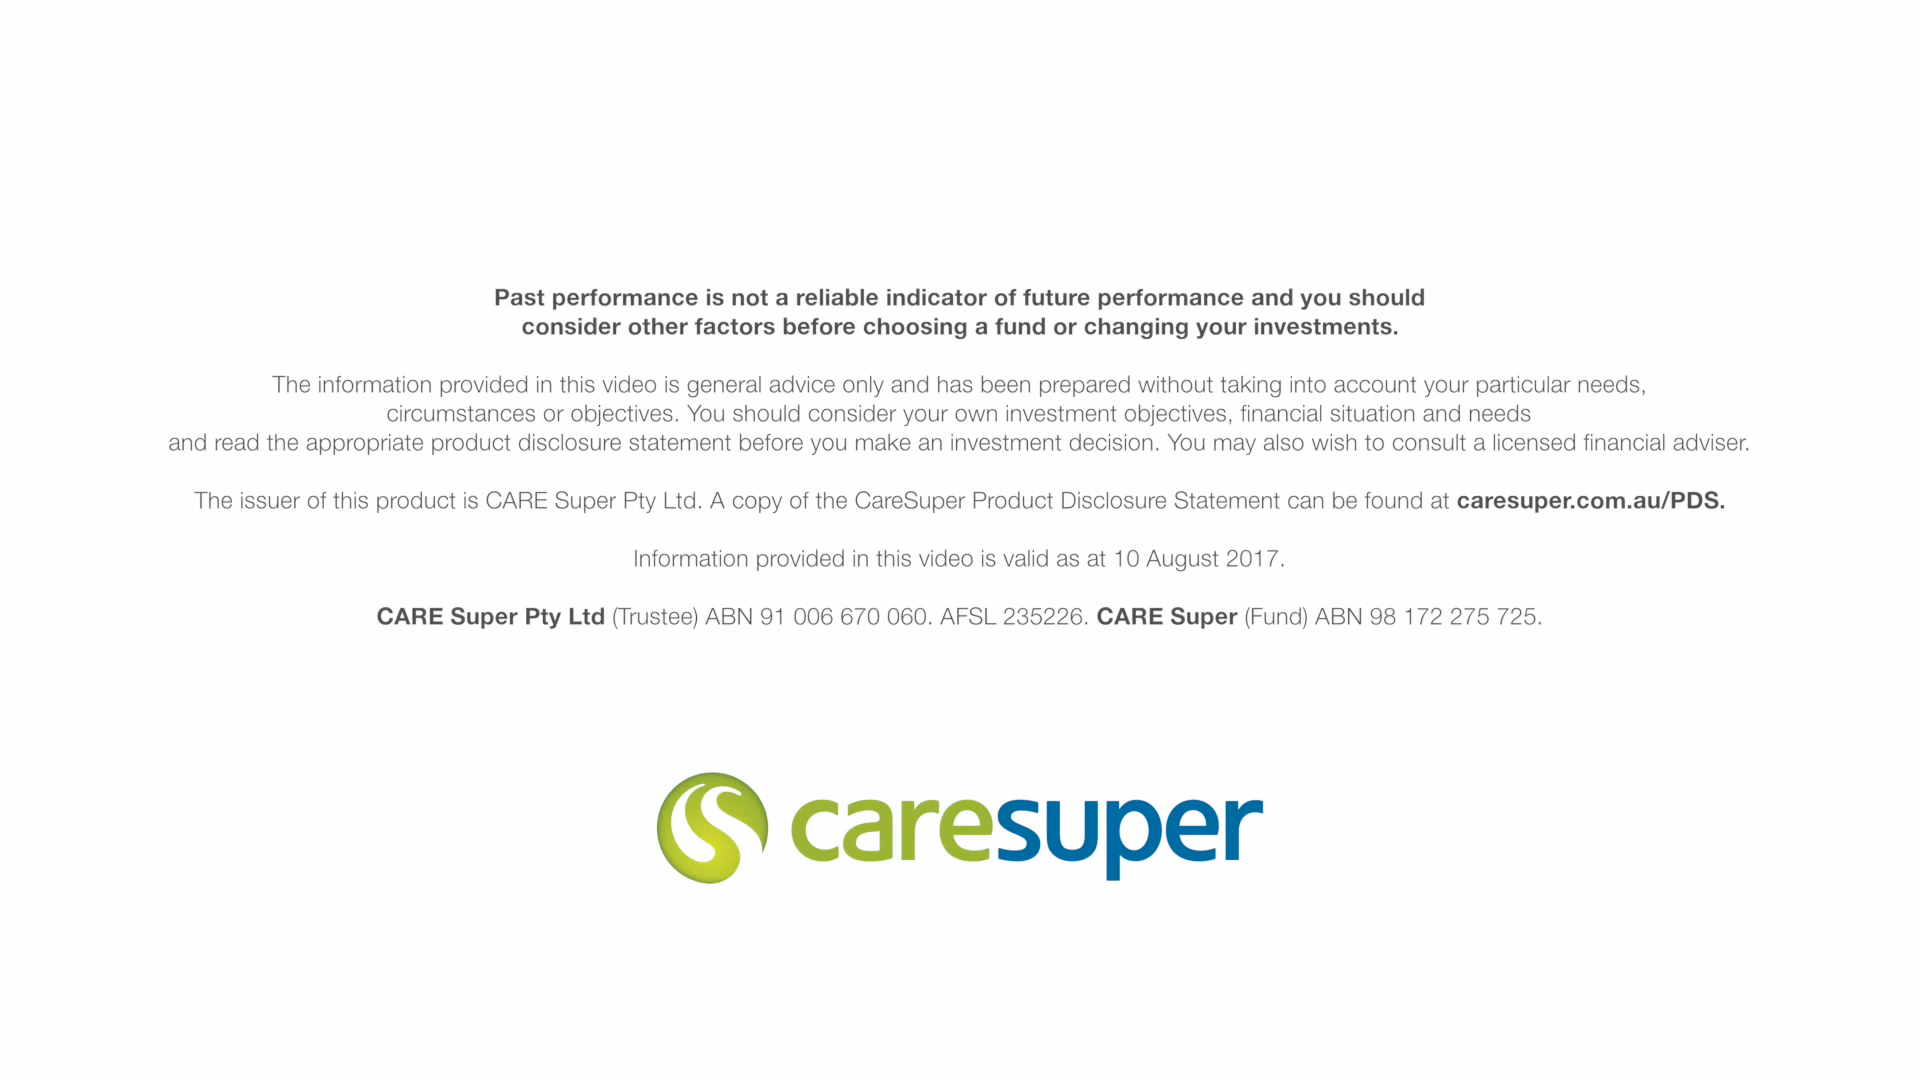 Past performance is not a reliable indicator of future performance and you should
consider other factors before choosing a fund or changing your investments.
The information provided in this video is general advice only and has been prepared without taking into account your particular needs,
circumstances or objectives. You should consider your own investment objectives, financial situation and needs
and read the appropriate product disclosure statement before you make an investment decision. You may also wish to consult a licensed financial adviser.
The issuer of this product is CARE Super Pty Ltd. A copy of the CareSuper Product Disclosure Statement can be found at caresuper.com.au/PDS.
Information provided in this video is valid as at 10 August 2017.
CARE Super Pty Ltd (Trustee) ABN 91 006 670 060. AFSL 235226. CARE Super (Fund) ABN 98 172 275 725.
caresuper